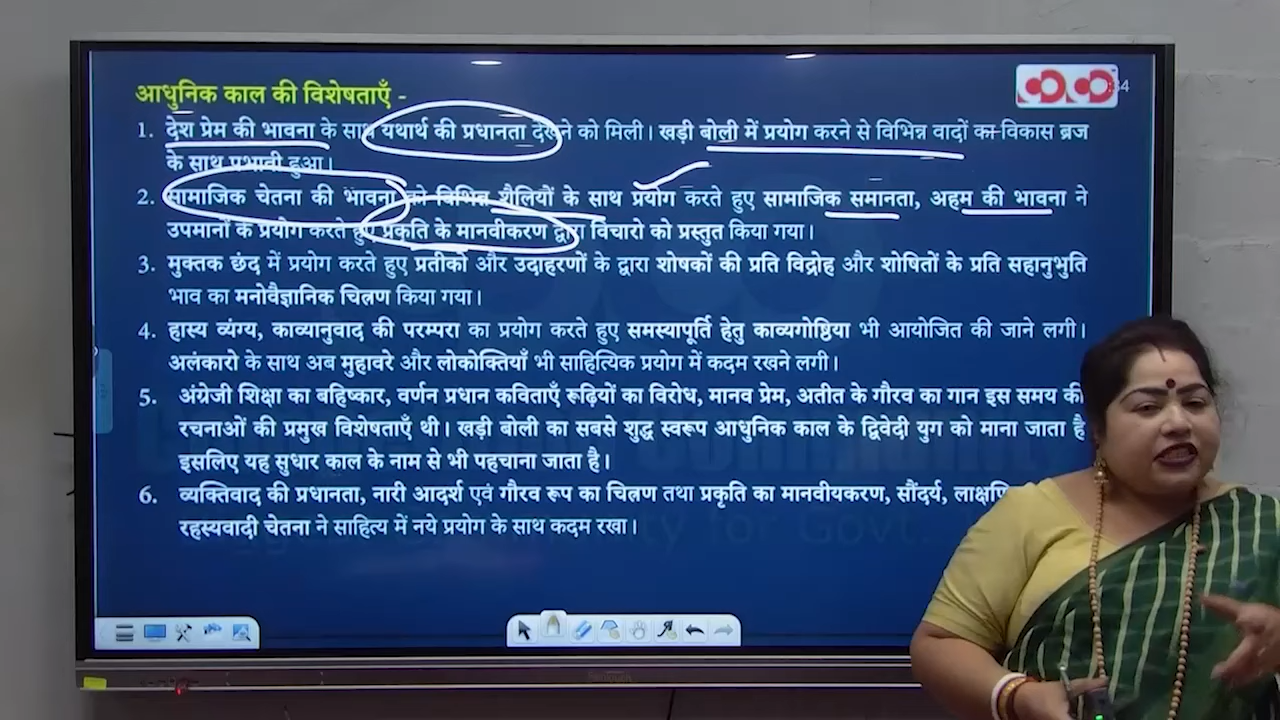 आधुनिक काल की विशेषताएँ -
1. देश प्रेम की भावना के साथ यथार्थ की प्रधानता देखने को मिली। खड़ी बोली में प्रयोग करने से विभिन्न वादों का विकास ब्रज
के साथ प्रभावी हुआ।
2. सामाजिक चेतना की भावना को विभिन्न शैलियों के साथ प्रयोग करते हुए सामाजिक समानता, अहम की भावना ने
उपमानों के प्रयोग करते हुए प्रकृति के मानवीकरण द्वारा विचारो को प्रस्तुत किया गया।
3. मुक्तक छंद में प्रयोग करते हुए प्रतीको और उदाहरणों के द्वारा शोषकों की प्रति विद्रोह और शोषितों के प्रति सहानुभुति
भाव का मनोवैज्ञानिक चित्रण किया गया।
4. हास्य व्यंग्य, काव्यानुवाद की परम्परा का प्रयोग करते हुए समस्यापूर्ति हेतु काव्यगोष्ठिया भी आयोजित की जाने लगी।
अलंकारो के साथ अब मुहावरे और लोकोक्तियाँ भी साहित्यिक प्रयोग में कदम रखने लगी।
5. अंग्रेजी शिक्षा का बहिष्कार, वर्णन प्रधान कविताएँ रूढ़ियों का विरोध, मानव प्रेम, अतीत के गौरव का गान इस समय की
रचनाओं की प्रमुख विशेषताएँ थी। खड़ी बोली का सबसे शुद्ध स्वरूप आधुनिक काल के द्विवेदी युग को माना जाता है
इसलिए यह सुधार काल के नाम से भी पहचाना जाता है।
6. व्यक्तिवाद की प्रधानता, नारी आदर्श एवं गौरव रूप का चित्रण तथा प्रकृति का मानवीयकरण, सौंदर्य,
रहस्यवादी चेतना ने साहित्य में नये प्रयोग के साथ कदम रखा।